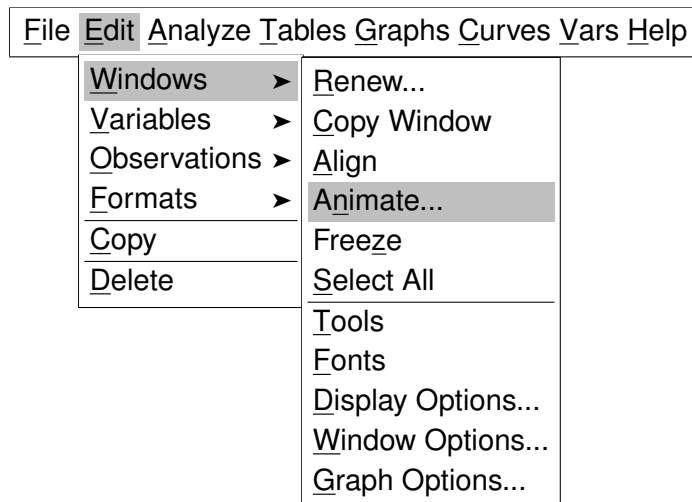 File Edit Analyze Tables Graphs Curves Vars Help
Windows ➤
Variables ➤
Observations ➤
Formats ➤
Copy
Delete
Renew...
Copy Window
Align
Animate...
Freeze
Select All
Tools
Fonts
Display Options...
Window Options...
Graph Options...